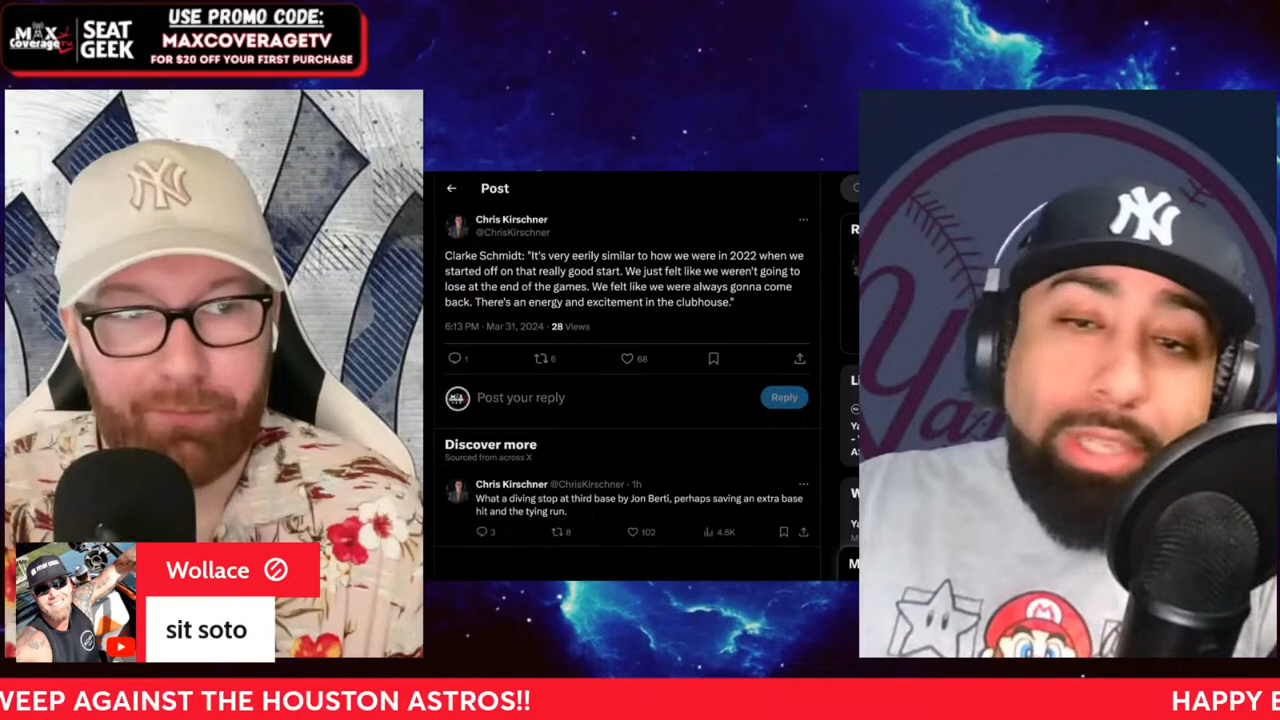 MAX
CoverageTV
SEAT
GEEK
USE PROMO CODE:
MAXCOVERAGETV
FOR $20 OFF YOUR FIRST PURCHASE
NY
Post
Chris Kirschner
@ChrisKirschner
Clarke Schmidt: "It's very eerily similar to how we were in 2022 when we
started off on that really good start. We just felt like we weren't going to
lose at the end of the games. We felt like we were always gonna come
back. There's an energy and excitement in the clubhouse."
6:13 PM · Mar 31, 2024 · 28 Views
1
6
68
Post your reply
Reply
Discover more
Sourced from across X
Chris Kirschner @ChrisKirschner · 1h
What a diving stop at third base by Jon Berti, perhaps saving an extra base
hit and the tying run.
3
8
102
4.6K
NY
M
Wollace
sit soto
WEEP AGAINST THE HOUSTON ASTROS!!
HAPPY E